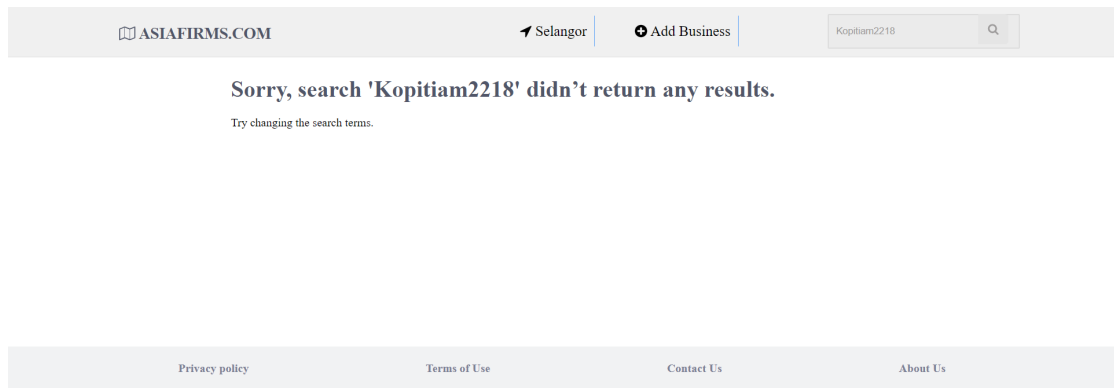 ASIAFIRMS.COM
Selangor
Add Business
Kopitiam2218
Sorry, search 'Kopitiam2218' didn’t return any results.
Try changing the search terms.
Privacy policy
Terms of Use
Contact Us
About Us